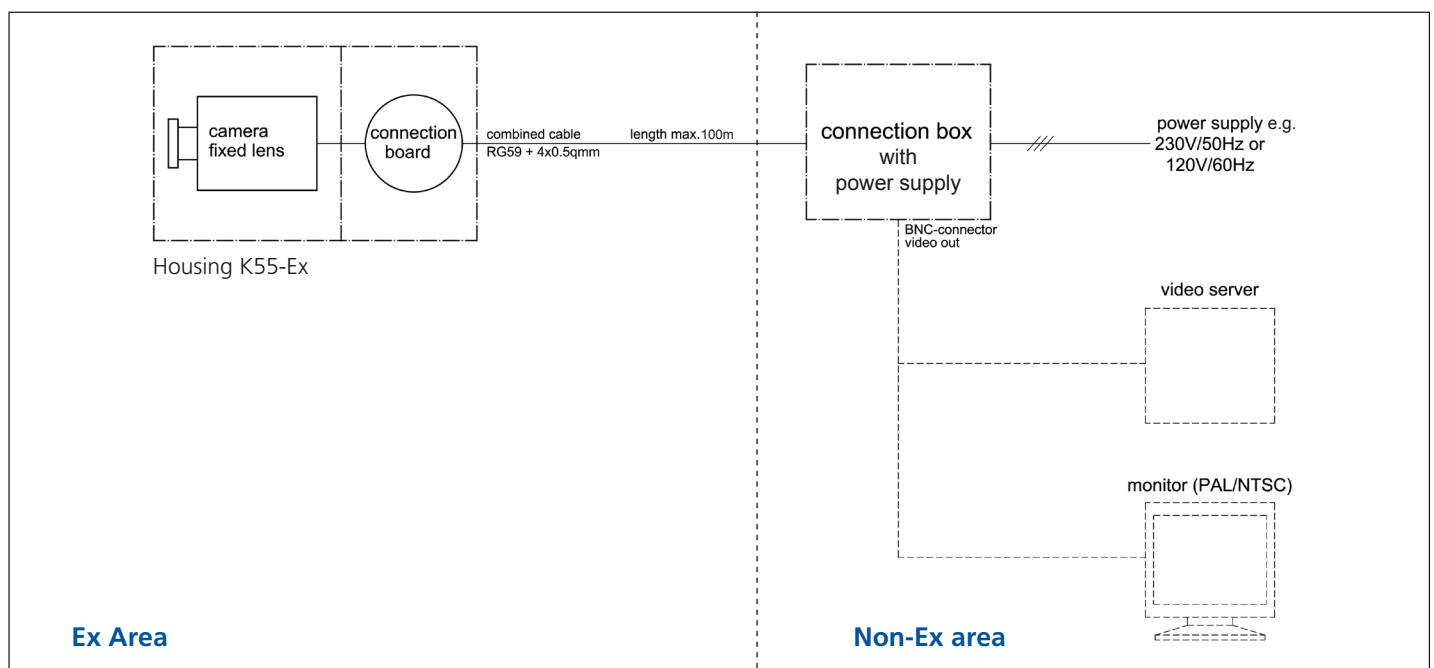 camera
fixed lens
connection
board
Housing K55-Ex
combined cable
RG59 + 4x0.5qmm
length max.100m
connection box
with
power supply
power supply e.g.
230V/50Hz or
120V/60Hz
BNC-connector
video out
video server
monitor (PAL/NTSC)
Ex Area
Non-Ex area